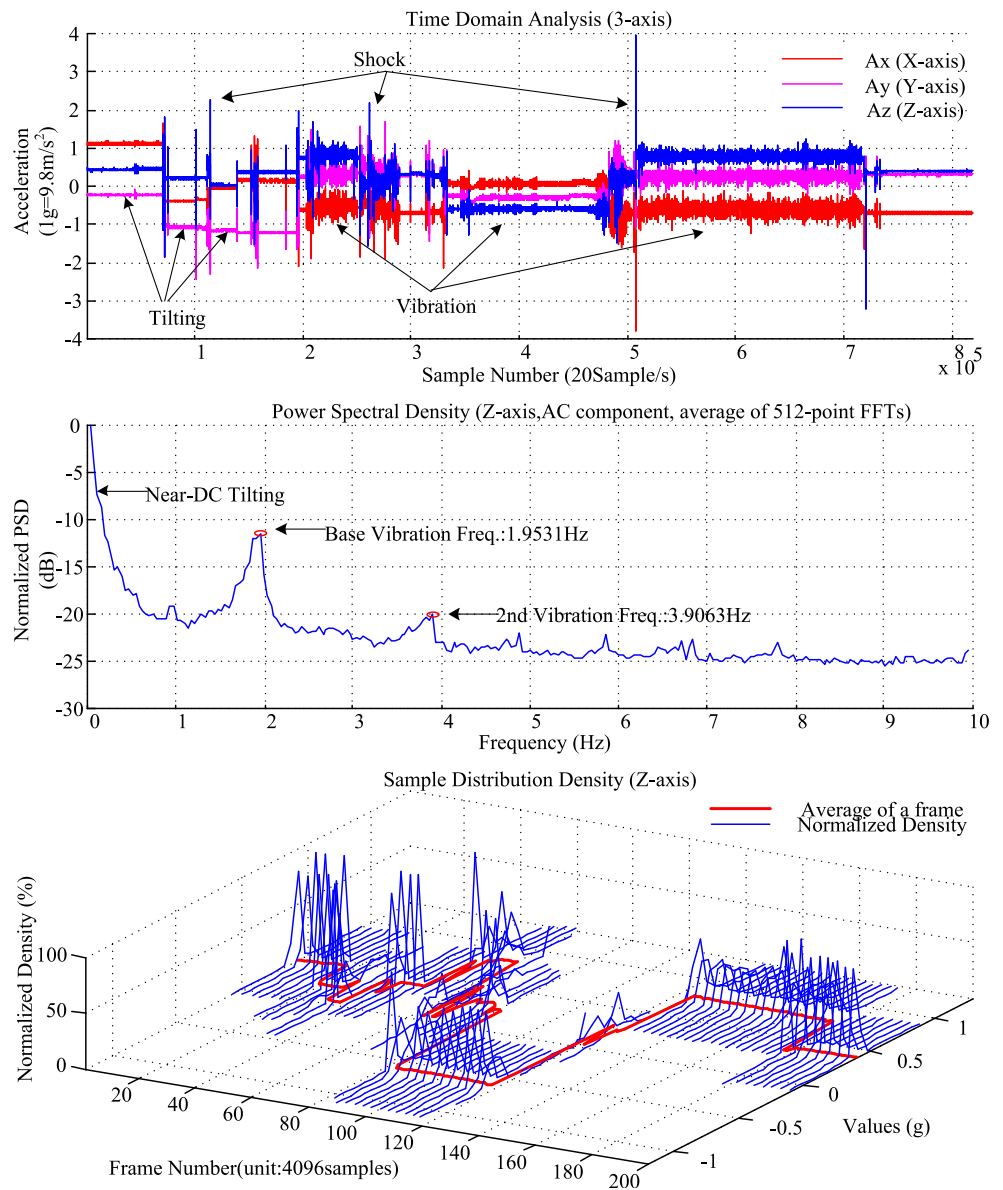 Time Domain Analysis (3-axis)
Acceleration
(1g=9.8m/s²)
4
3
2
1
0
-1
-2
-3
-4
Shock
Ax (X-axis)
Ay (Y-axis)
Az (Z-axis)
Tilting
Vibration
1 2 3 4 5 6 7 8 5
x 10
Sample Number (20Sample/s)
Power Spectral Density (Z-axis,AC component, average of 512-point FFTs)
Normalized PSD
(dB)
0
-5
-10
-15
-20
-25
-30
Near-DC Tilting
Base Vibration Freq.:1.9531Hz
2nd Vibration Freq.:3.9063Hz
0 1 2 3 4 5 6 7 8 9 10
Frequency (Hz)
Sample Distribution Density (Z-axis)
Average of a frame
Normalized Density
Normalized Density (%)
100
50
0
20 40 60 80 100 120 140 160 180 200
Frame Number(unit:4096samples)
1
0.5
0
-0.5
-1
Values (g)